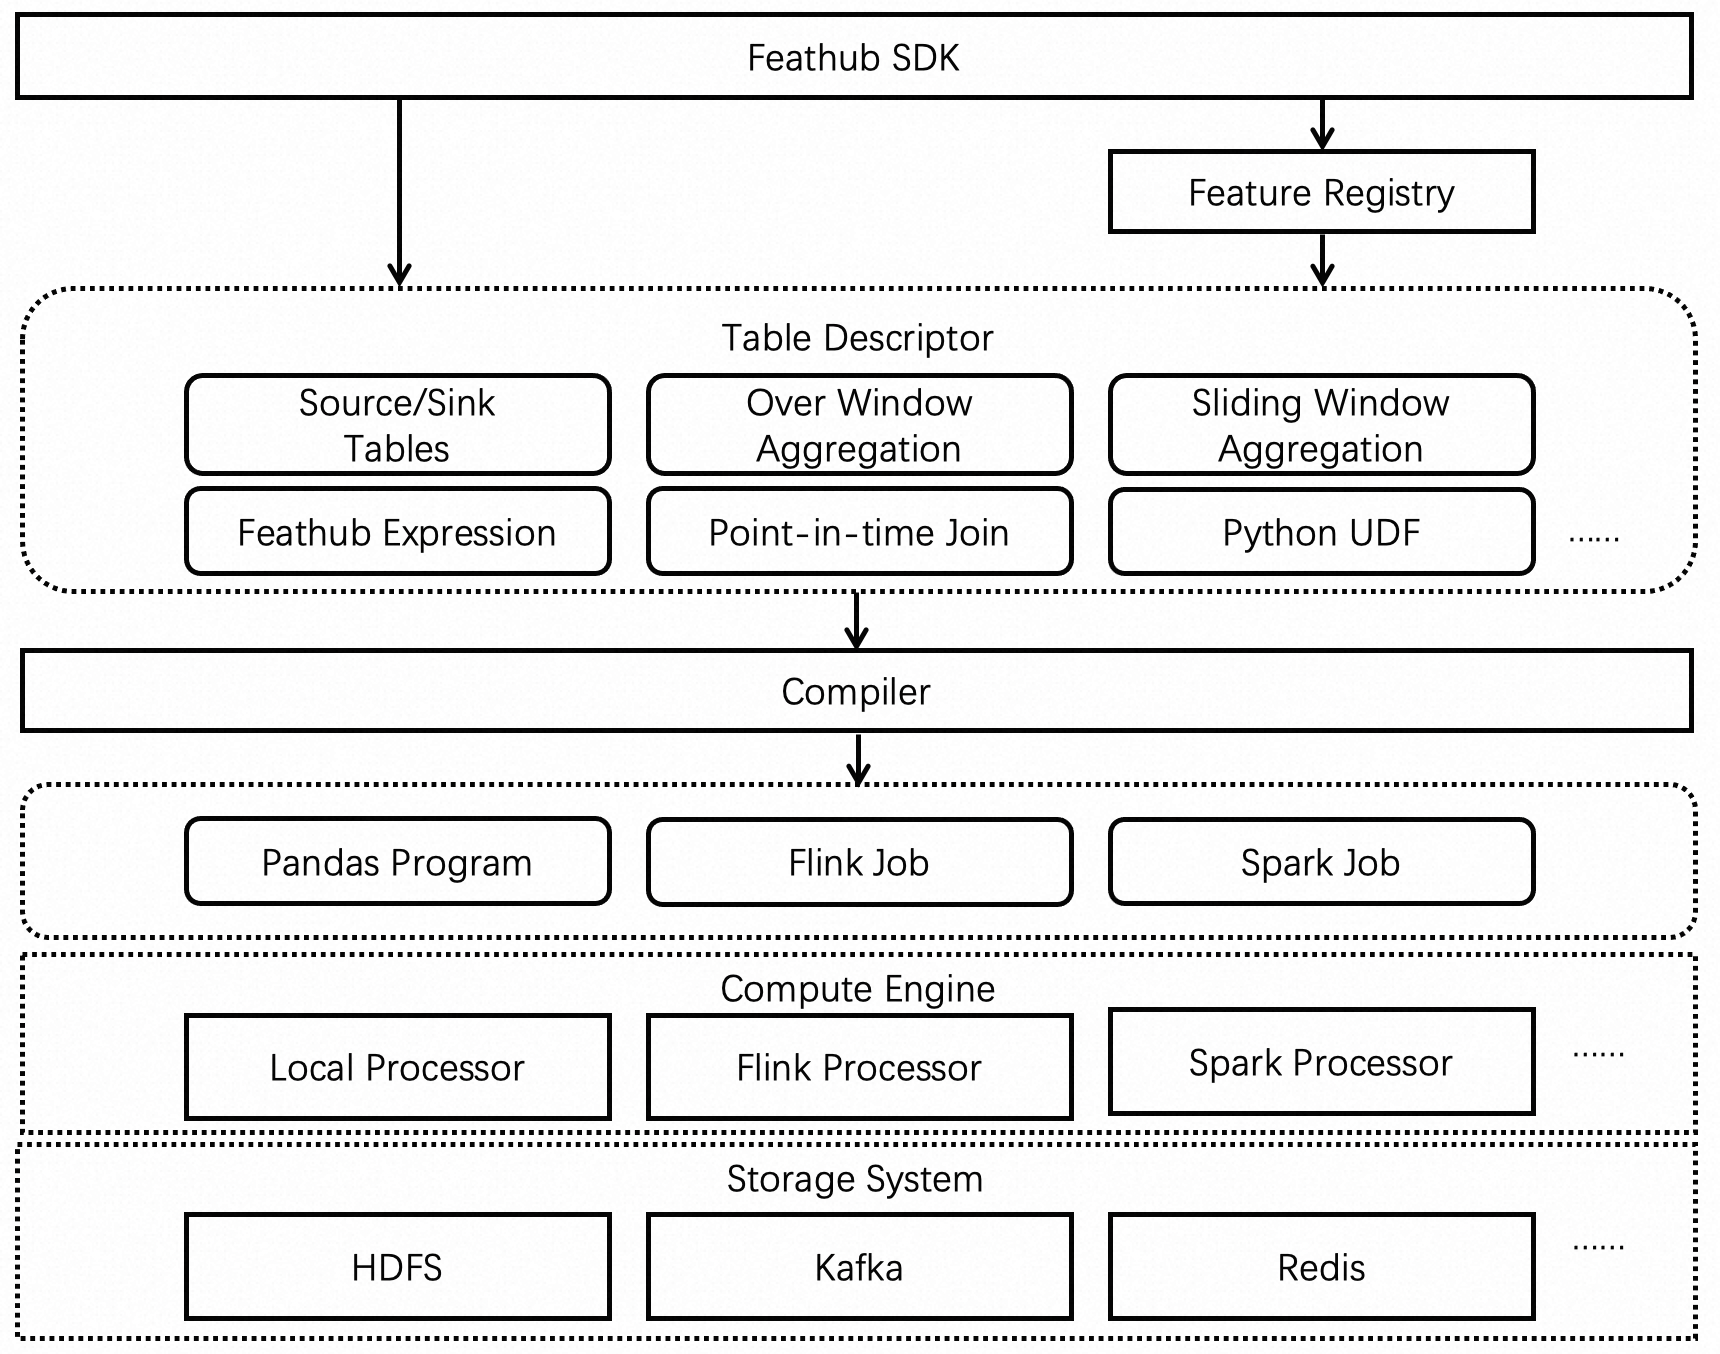 Feathub SDK
Feature Registry
Table Descriptor
Source/Sink
Tables
Over Window
Aggregation
Sliding Window
Aggregation
Feathub Expression
Point-in-time Join
Python UDF
......
Compiler
Pandas Program
Flink Job
Spark Job
Compute Engine
Local Processor
Flink Processor
Spark Processor
......
Storage System
HDFS
Kafka
Redis
......